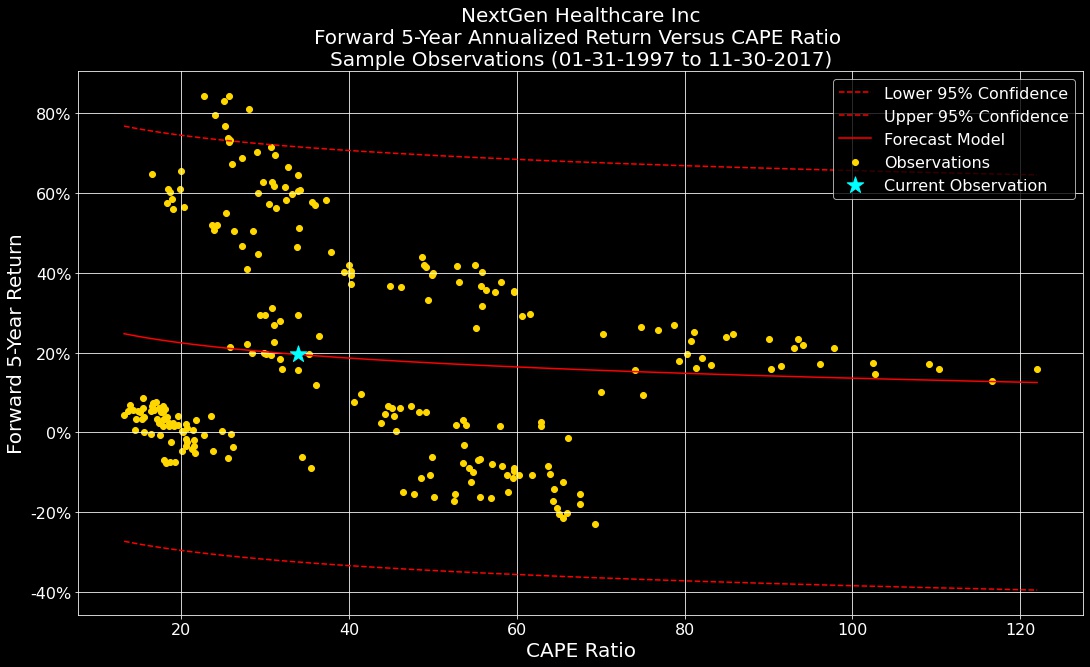 NextGen Healthcare Inc
Forward 5-Year Annualized Return Versus CAPE Ratio
Sample Observations (01-31-1997 to 11-30-2017)
Lower 95% Confidence
Upper 95% Confidence
Forecast Model
Observations
Current Observation
Forward 5-Year Return
80%
60%
40%
20%
0%
-20%
-40%
20 40 60 80 100 120
CAPE Ratio